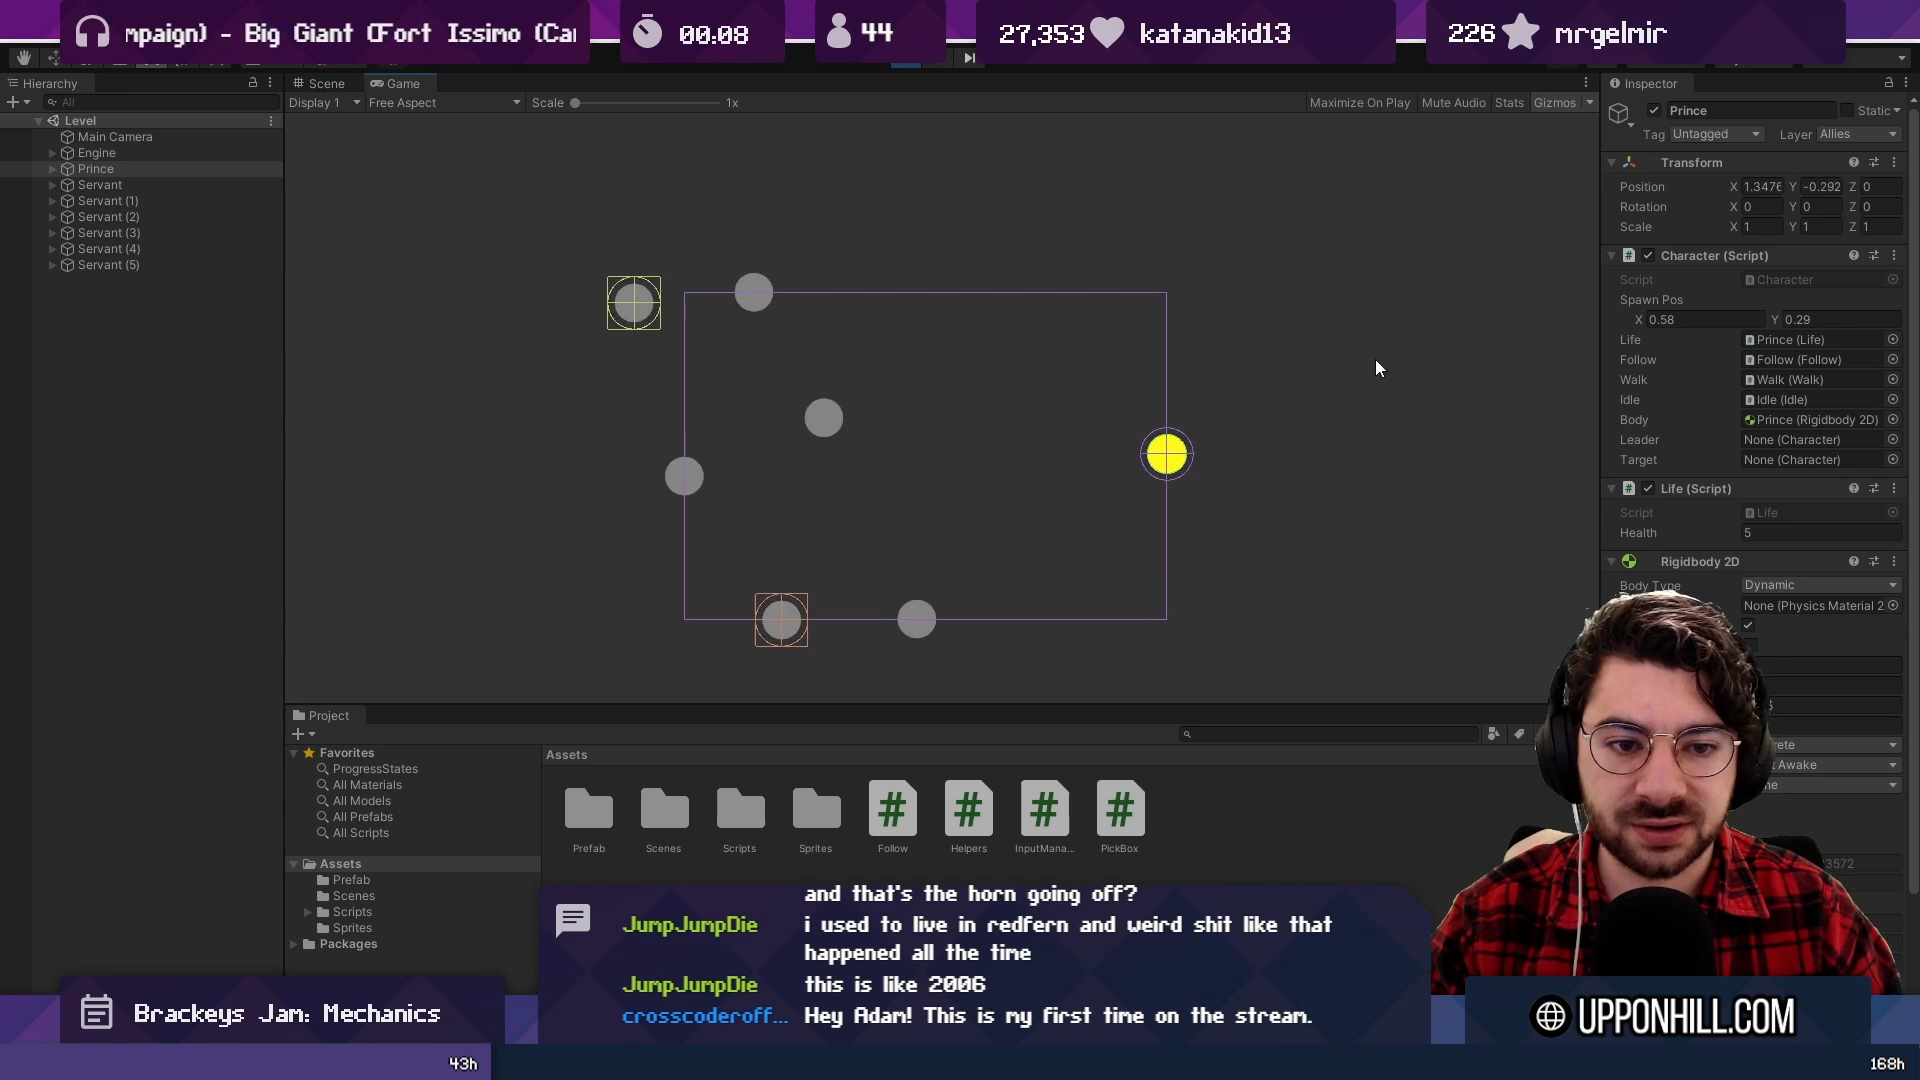 mpaign) - Big Giant (Fort Issimo (Ca
00:08
44
27,353 katanakid13
226 mrgelmir
Hierarchy
All
Level
Main Camera
Engine
Prince
Servant
Servant (1)
Servant (2)
Servant (3)
Servant (4)
Servant (5)
Scene Game
Display 1 Free Aspect Scale 1x Maximize On Play Mute Audio Stats Gizmos
Inspector
Prince Static
Tag Untagged Layer Allies
Transform
Position X 1.3476 Y -0.292 Z 0
Rotation X 0 Y 0 Z 0
Scale X 1 Y 1 Z 1
Character (Script)
Script Character
Spawn Pos
X 0.58 Y 0.29
Life Prince (Life)
Follow Follow (Follow)
Walk Walk (Walk)
Idle Idle (Idle)
Body Prince (Rigidbody 2D)
Leader None (Character)
Target None (Character)
Life (Script)
Script Life
Health 5
Rigidbody 2D
Body Type Dynamic
None (Physics Material 2
rete
Awake
ne
3572
Project
Favorites
ProgressStates
All Materials
All Models
All Prefabs
All Scripts
Assets
Prefab
Scenes
Scripts
Sprites
Packages
Assets
Prefab Scenes Scripts Sprites Follow Helpers InputMana... PickBox
and that's the horn going off?
JumpJumpDie i used to live in redfern and weird shit like that
happened all the time
JumpJumpDie this is like 2006
crosscoderoff... Hey Adam! This is my first time on the stream.
Brackeys Jam: Mechanics
UPPONHILL.COM
43h
168h